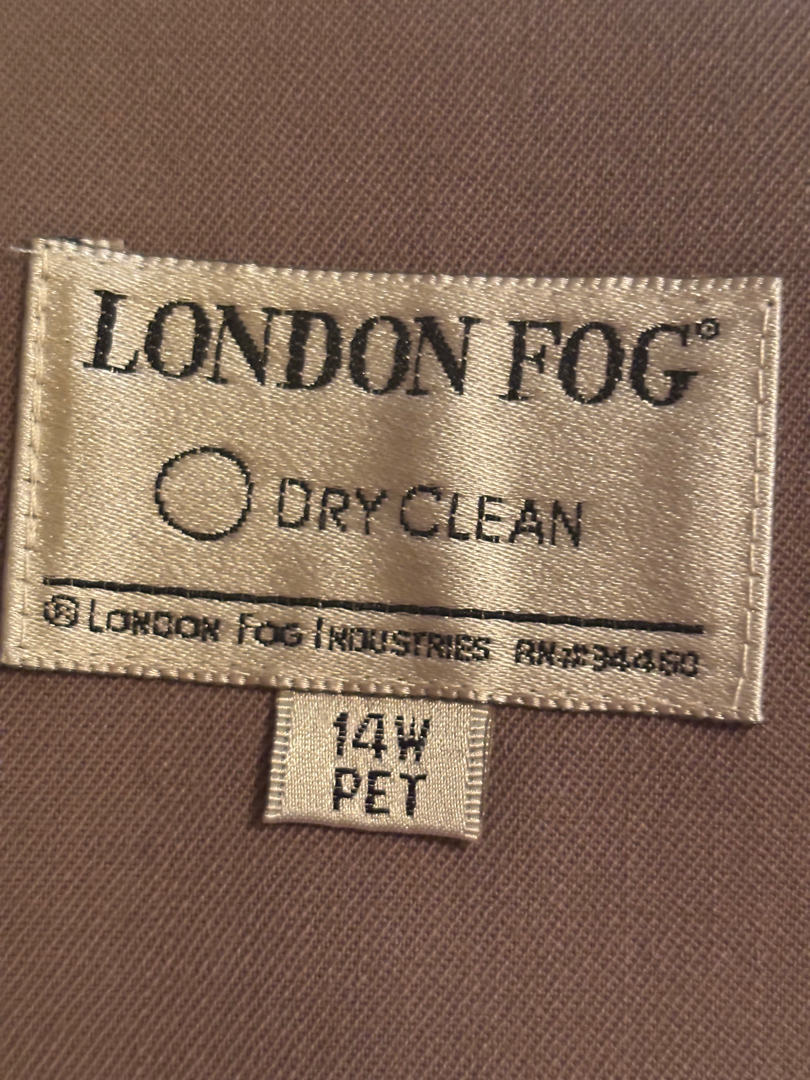 LONDON FOG®
DRY CLEAN
® LONDON FOG INDUSTRIES RN#34460
14W
PET